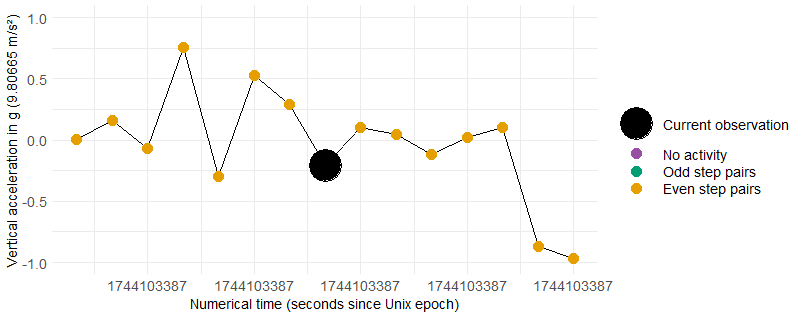 Vertical acceleration in g (9.80665 m/s²)
1.0
0.5
0.0
-0.5
-1.0
1744103387 1744103387 1744103387 1744103387 1744103387
Numerical time (seconds since Unix epoch)
Current observation
No activity
Odd step pairs
Even step pairs